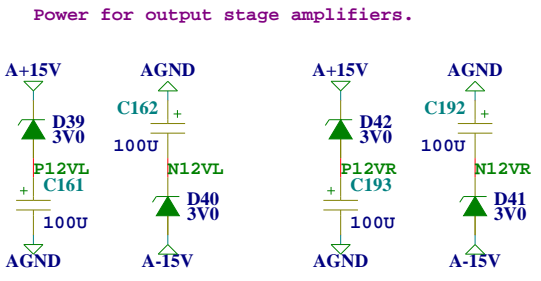 Power for output stage amplifiers.
A+15V AGND A+15V AGND
C162 + C192 +
D39 D42
3V0 3V0
100U 100U
P12VL N12VL P12VR N12VR
+ C161 + C193
D40 D41
3V0 3V0
100U 100U
AGND A-15V AGND A-15V